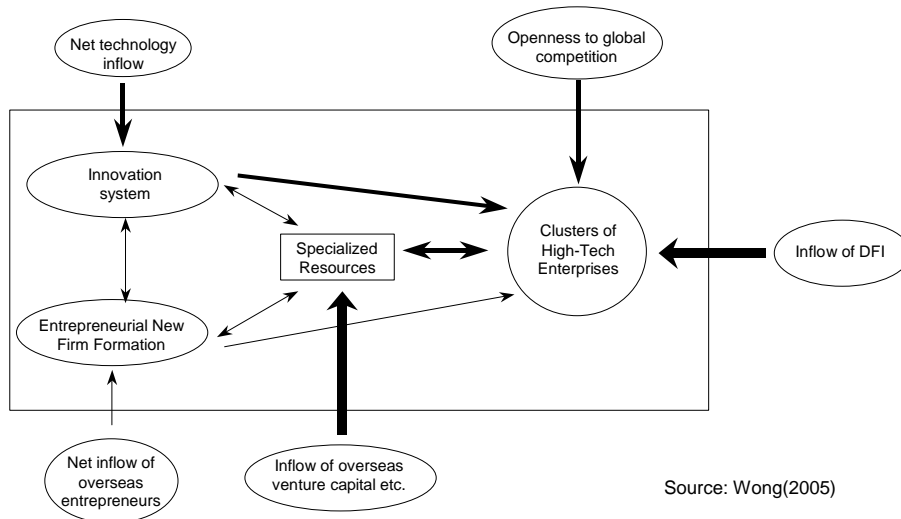 Net technology
inflow
Openness to global
competition
Innovation
system
Clusters of
High-Tech
Enterprises
Specialized
Resources
Inflow of DFI
Entrepreneurial New
Firm Formation
Net inflow of
overseas
entrepreneurs
Inflow of overseas
venture capital etc.
Source: Wong(2005)